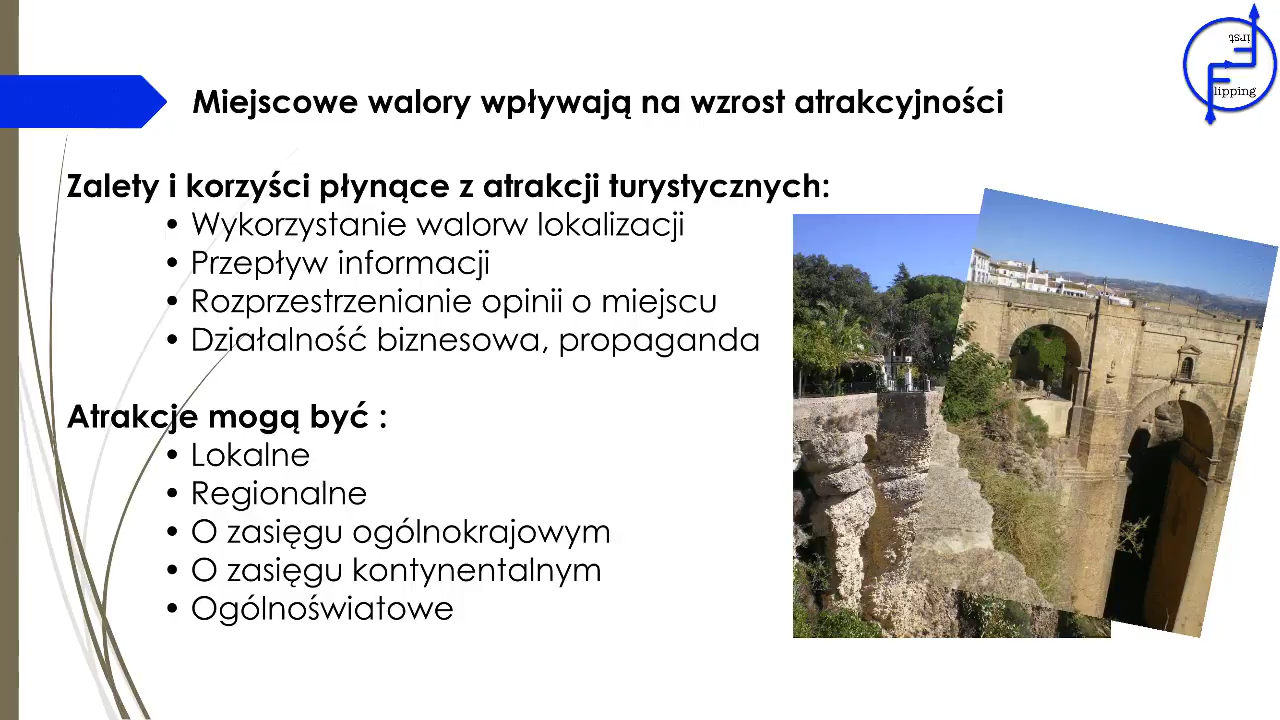 irst
lipping
Miejscowe walory wpływają na wzrost atrakcyjności
Zalety i korzyści płynące z atrakcji turystycznych:
• Wykorzystanie walorw lokalizacji
• Przepływ informacji
• Rozprzestrzenianie opinii o miejscu
• Działalność biznesowa, propaganda
Atrakcje mogą być :
• Lokalne
• Regionalne
• O zasięgu ogólnokrajowym
• O zasięgu kontynentalnym
• Ogólnoświatowe